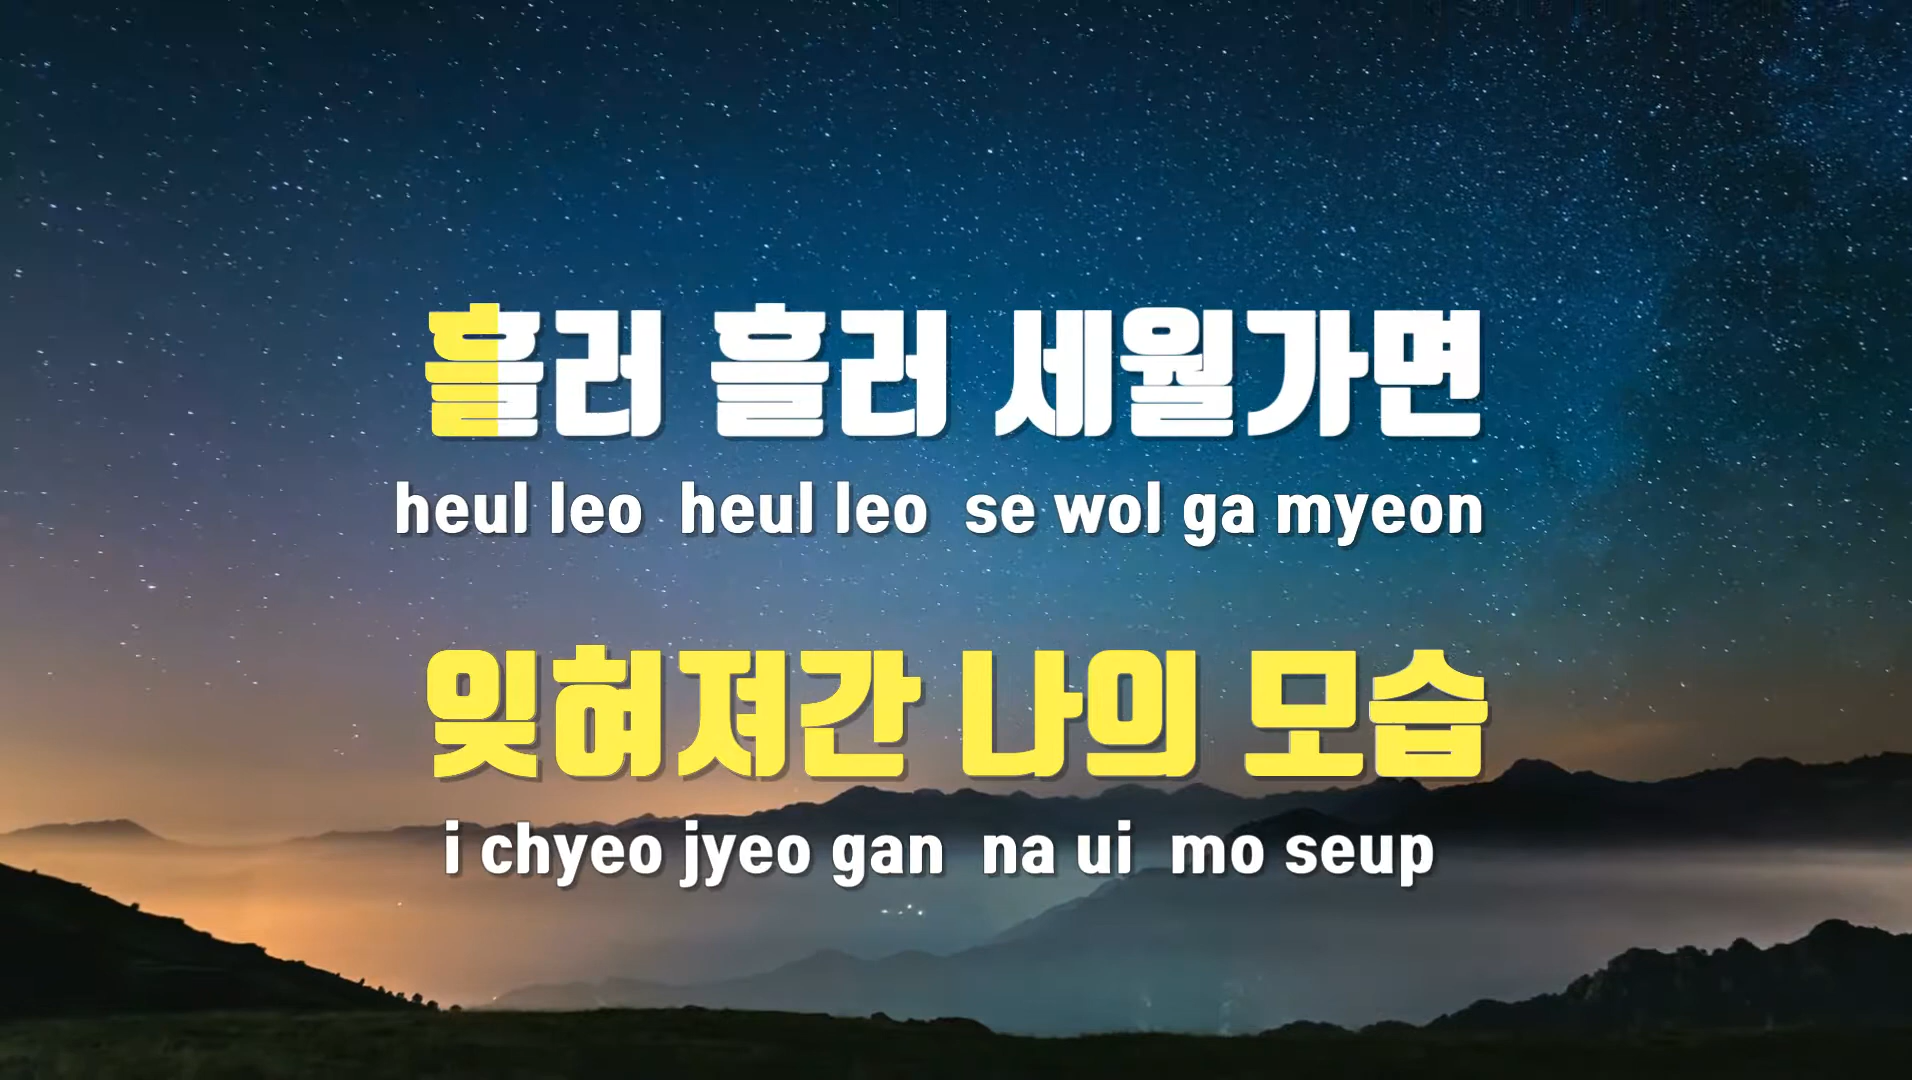 흘러 흘러 세월가면
heul leo heul leo se wol ga myeon
잊혀져간 나의 모습
i chyeo jyeo gan na ui mo seup